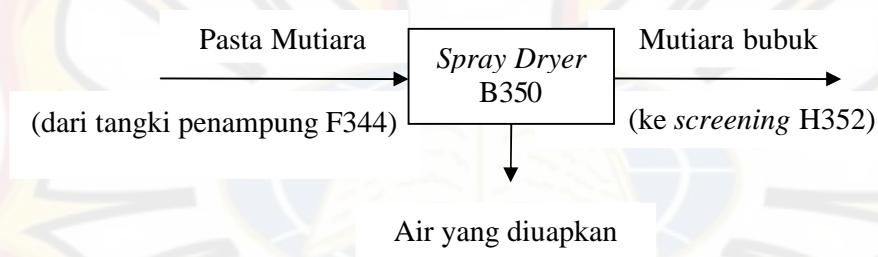 Pasta Mutiara
Spray Dryer
B350
Mutiara bubuk
(dari tangki penampung F344)
(ke screening H352)
Air yang diuapkan